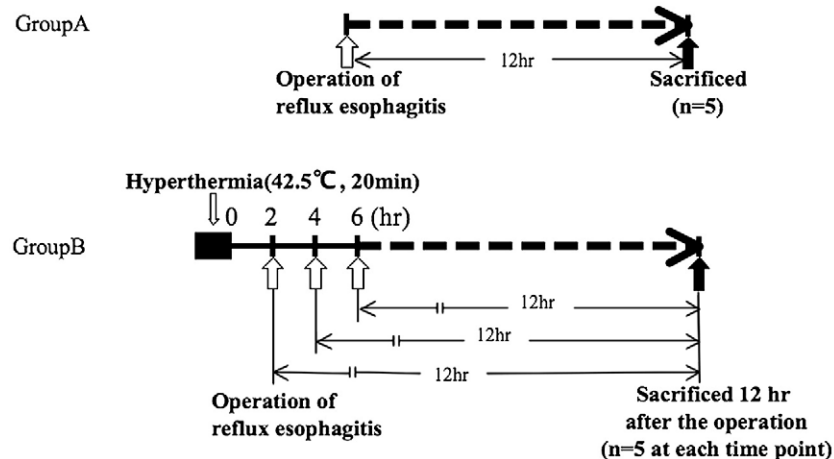 GroupA
12hr
Operation of
reflux esophagitis
Sacrificed
(n=5)
Hyperthermia(42.5℃, 20min)
0 2 4 6 (hr)
GroupB
12hr
12hr
12hr
Operation of
reflux esophagitis
Sacrificed 12 hr
after the operation
(n=5 at each time point)